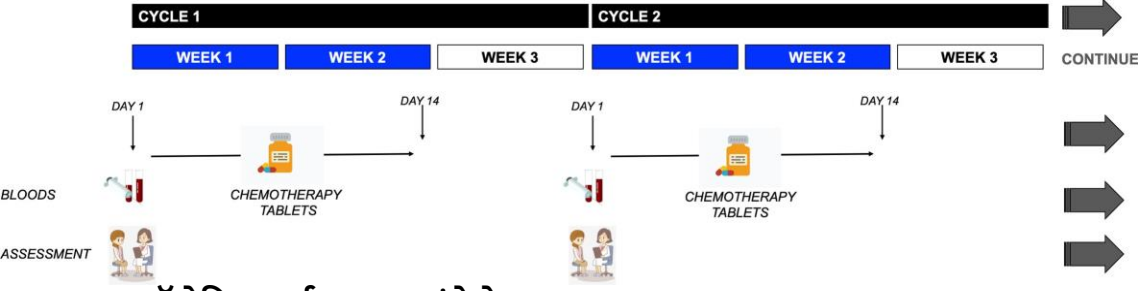 CYCLE 1 CYCLE 2
WEEK 1 WEEK 2 WEEK 3 WEEK 1 WEEK 2 WEEK 3 CONTINUE
DAY 1 DAY 14 DAY 1 DAY 14
BLOODS
CHEMOTHERAPY TABLETS
CHEMOTHERAPY TABLETS
ASSESSMENT